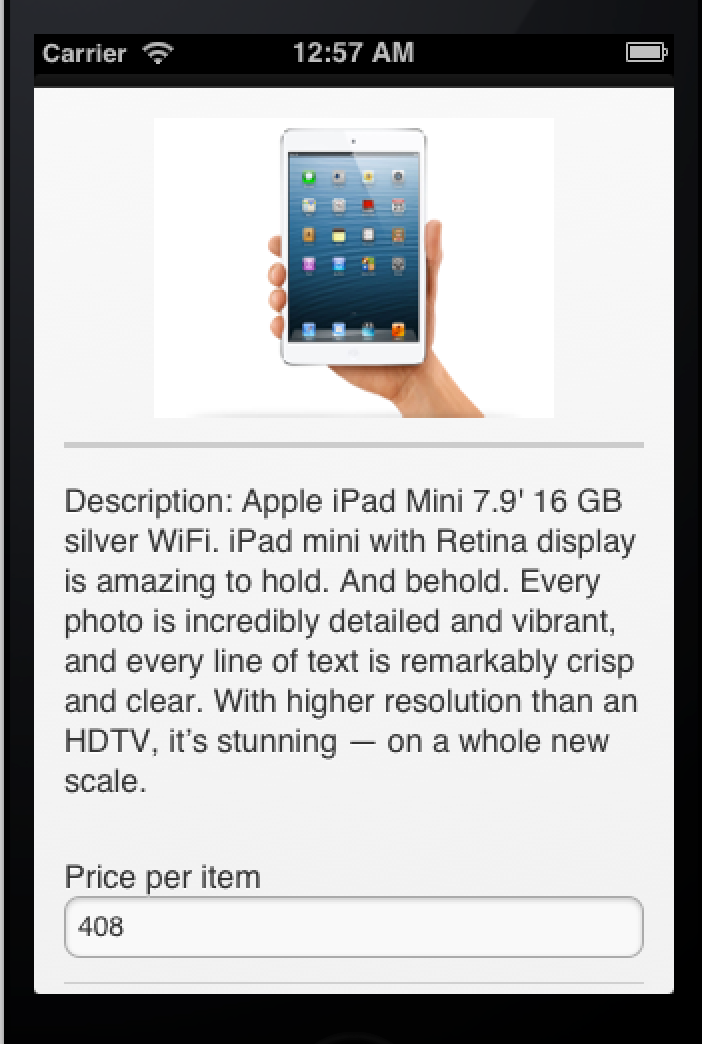 Carrier 12:57 AM
Description: Apple iPad Mini 7.9' 16 GB
silver WiFi. iPad mini with Retina display
is amazing to hold. And behold. Every
photo is incredibly detailed and vibrant,
and every line of text is remarkably crisp
and clear. With higher resolution than an
HDTV, it’s stunning — on a whole new
scale.
Price per item
408